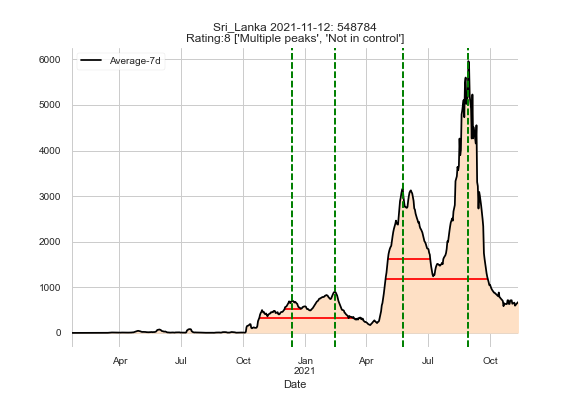 Sri_Lanka 2021-11-12: 548784
Rating:8 ['Multiple peaks', 'Not in control']
Average-7d
6000
5000
4000
3000
2000
1000
0
Apr Jul Oct Jan Apr Jul Oct
2021
Date